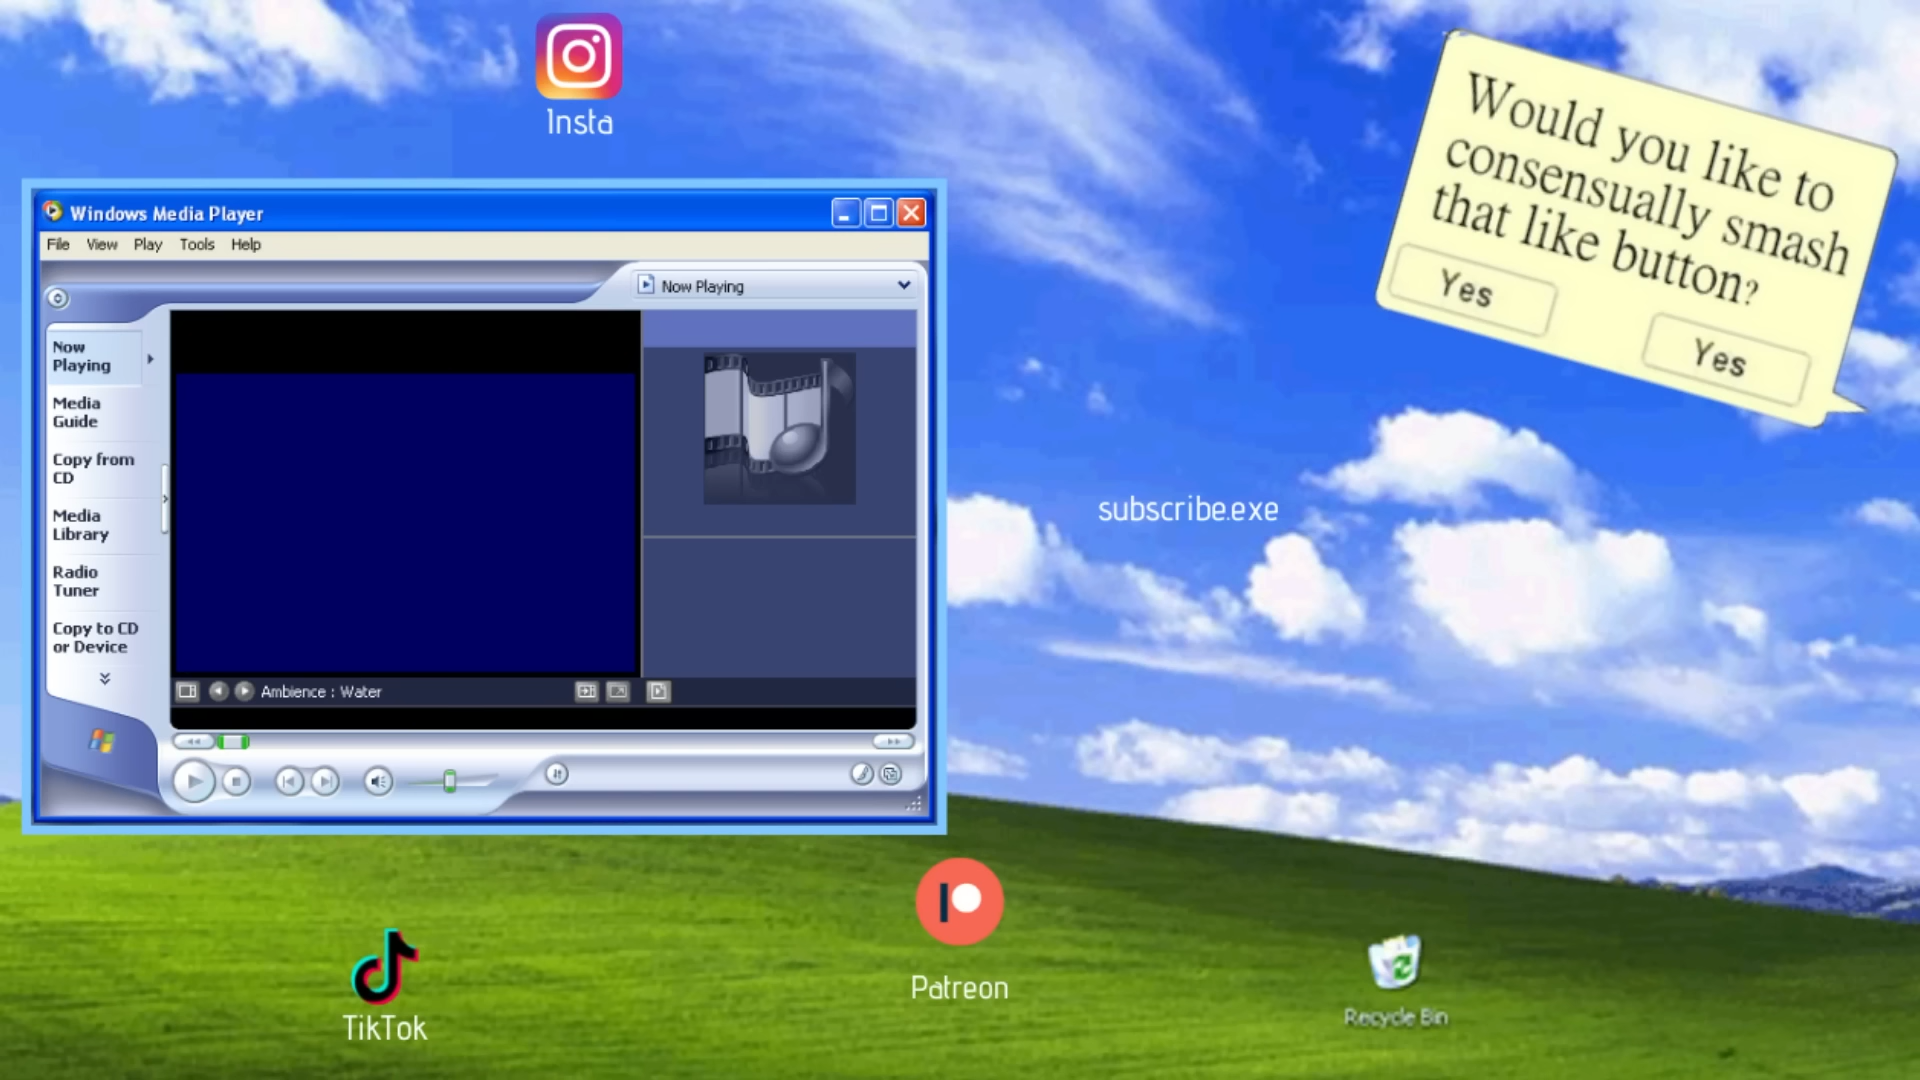 Insta
Would you like to
consensually smash
that like button?
Yes
Yes
Windows Media Player
File View Play Tools Help
Now Playing
Now
Playing
Media
Guide
Copy from
CD
Media
Library
Radio
Tuner
Copy to CD
or Device
Ambience : Water
subscribe.exe
Patreon
TikTok
Recycle Bin